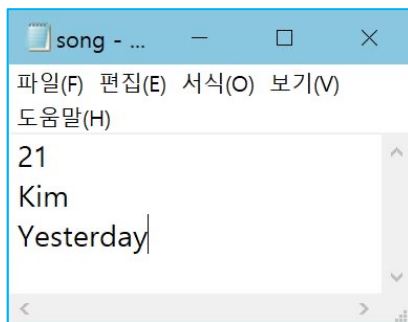 song - ...
파일(F) 편집(E) 서식(O) 보기(V)
도움말(H)
21
Kim
Yesterday